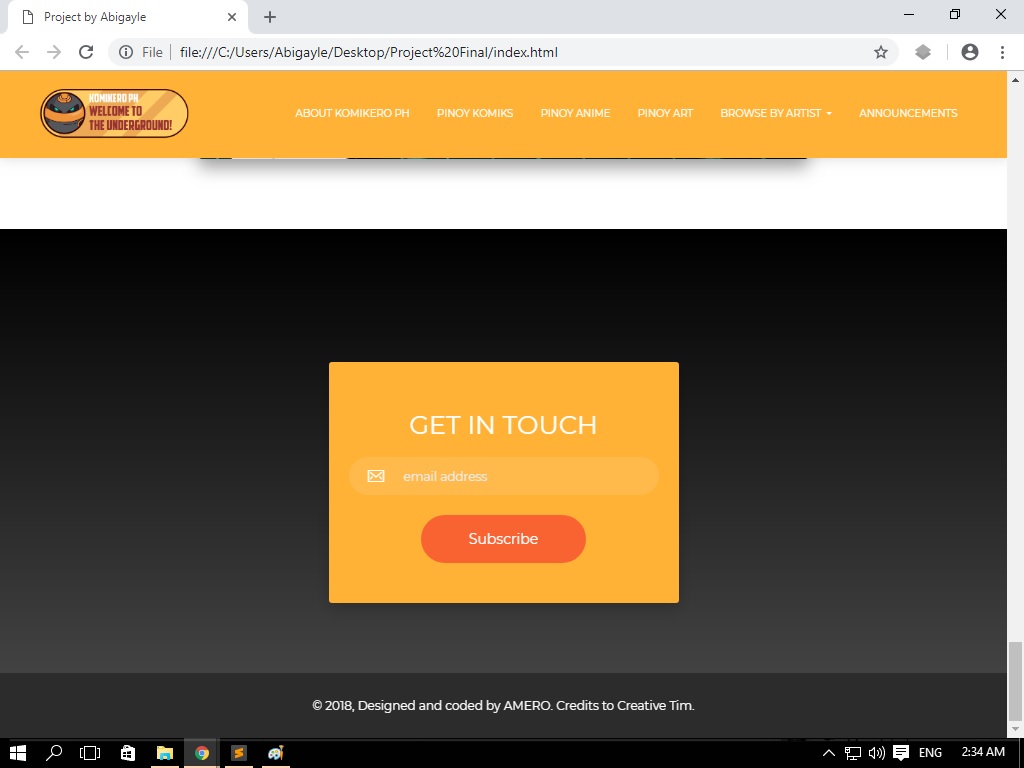 Project by Abigayle
File
file:///C:/Users/Abigayle/Desktop/Project%20Final/index.html
KOMIKERO PH
WELCOME TO
THE UNDERGROUND!
ABOUT KOMIKERO PH PINOY KOMIKS PINOY ANIME PINOY ART BROWSE BY ARTIST ANNOUNCEMENTS
GET IN TOUCH
email address
Subscribe
© 2018, Designed and coded by AMERO. Credits to Creative Tim.
ENG 2:34 AM